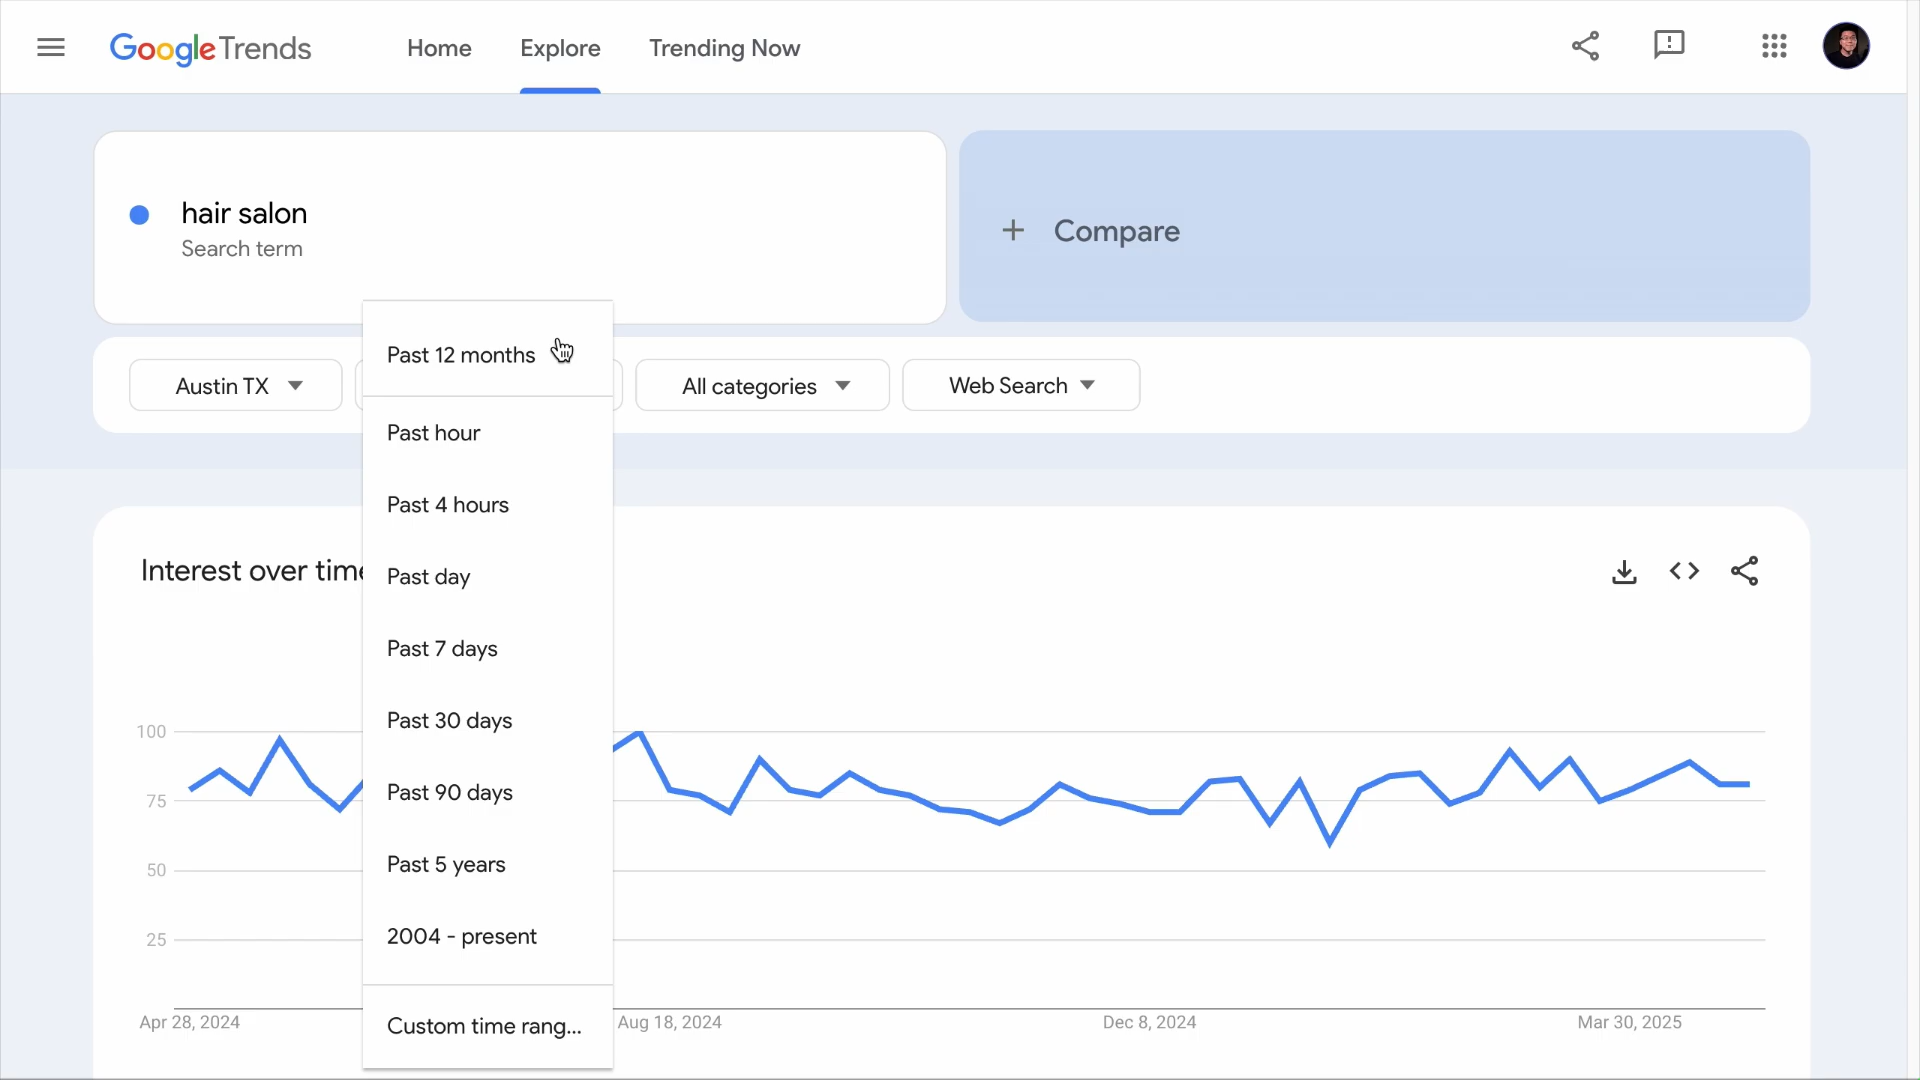 Google Trends
Home
Explore
Trending Now
hair salon
Search term
+ Compare
Past 12 months
Austin TX
All categories
Web Search
Past hour
Past 4 hours
Interest over time
Past day
Past 7 days
Past 30 days
Past 90 days
Past 5 years
2004 - present
Custom time rang...
100
75
50
25
Apr 28, 2024
Aug 18, 2024
Dec 8, 2024
Mar 30, 2025